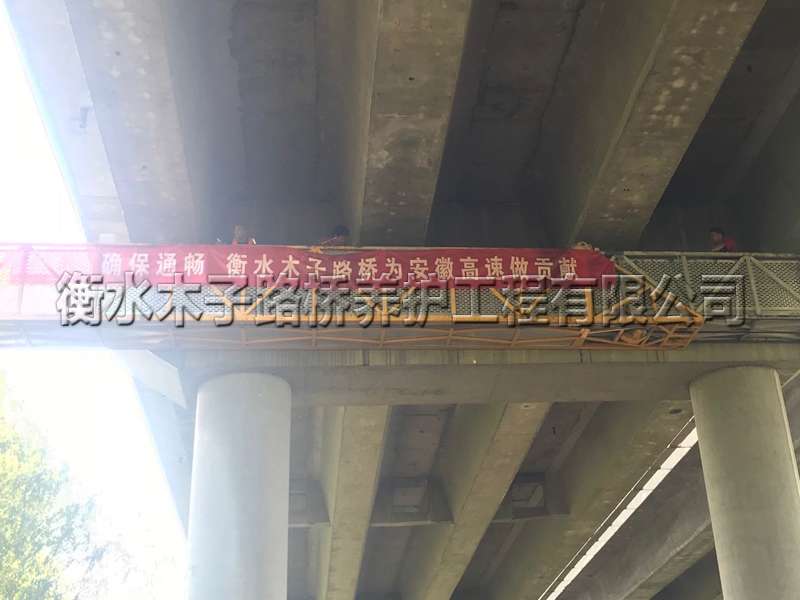 确保通畅 衡水木子路桥为安徽高速做贡献
衡水木子路桥养护工程有限公司